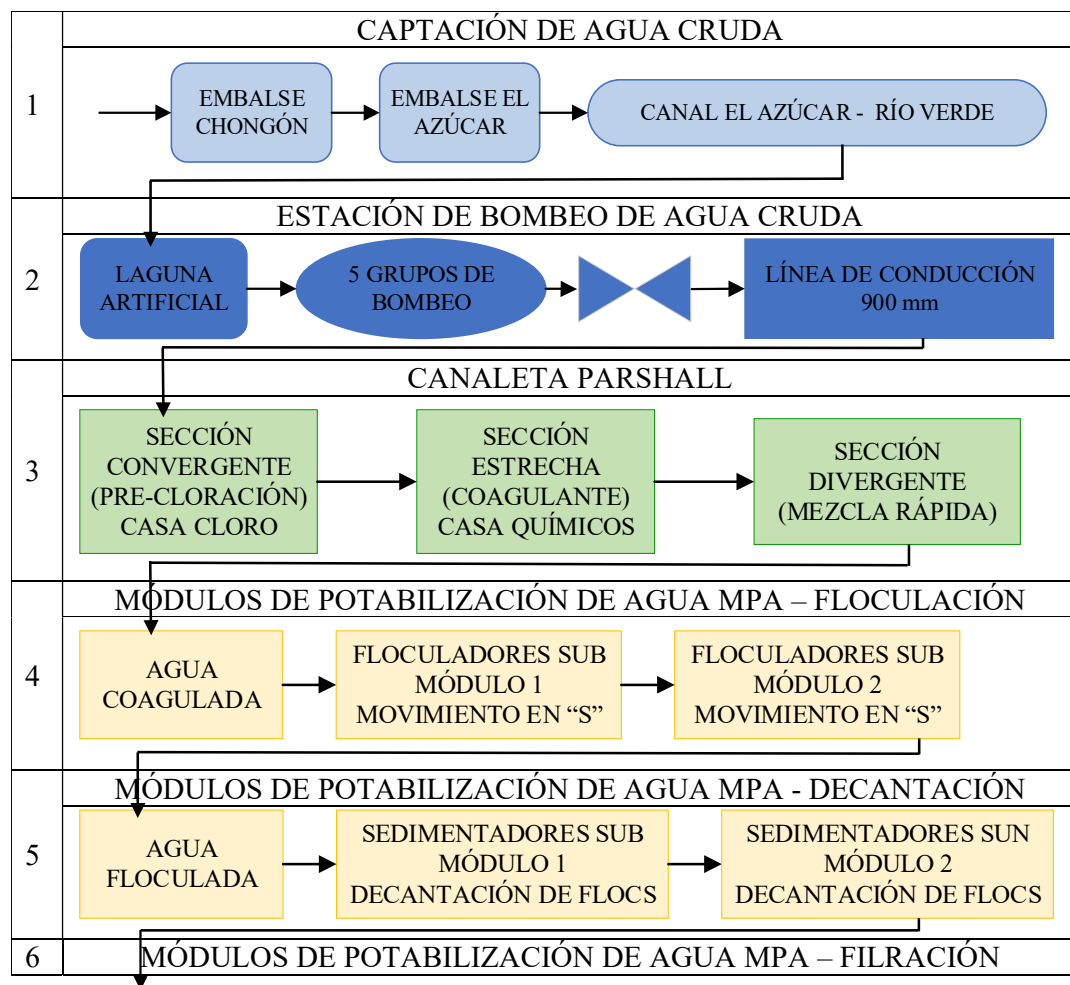 CAPTACIÓN DE AGUA CRUDA
1
EMBALSE
CHONGÓN
EMBALSE EL
AZÚCAR
CANAL EL AZÚCAR - RÍO VERDE
ESTACIÓN DE BOMBEO DE AGUA CRUDA
2
LAGUNA
ARTIFICIAL
5 GRUPOS DE
BOMBEO
LÍNEA DE CONDUCCIÓN
900 mm
CANALETA PARSHALL
3
SECCIÓN
CONVERGENTE
(PRE-CLORACIÓN)
CASA CLORO
SECCIÓN
ESTRECHA
(COAGULANTE)
CASA QUÍMICOS
SECCIÓN
DIVERGENTE
(MEZCLA RÁPIDA)
MÓDULOS DE POTABILIZACIÓN DE AGUA MPA – FLOCULACIÓN
4
AGUA
COAGULADA
FLOCULADORES SUB
MÓDULO 1
MOVIMIENTO EN “S”
FLOCULADORES SUB
MÓDULO 2
MOVIMIENTO EN “S”
MÓDULOS DE POTABILIZACIÓN DE AGUA MPA - DECANTACIÓN
5
AGUA
FLOCULADA
SEDIMENTADORES SUB
MÓDULO 1
DECANTACIÓN DE FLOCS
SEDIMENTADORES SUN
MÓDULO 2
DECANTACIÓN DE FLOCS
6
MÓDULOS DE POTABILIZACIÓN DE AGUA MPA – FILRACIÓN